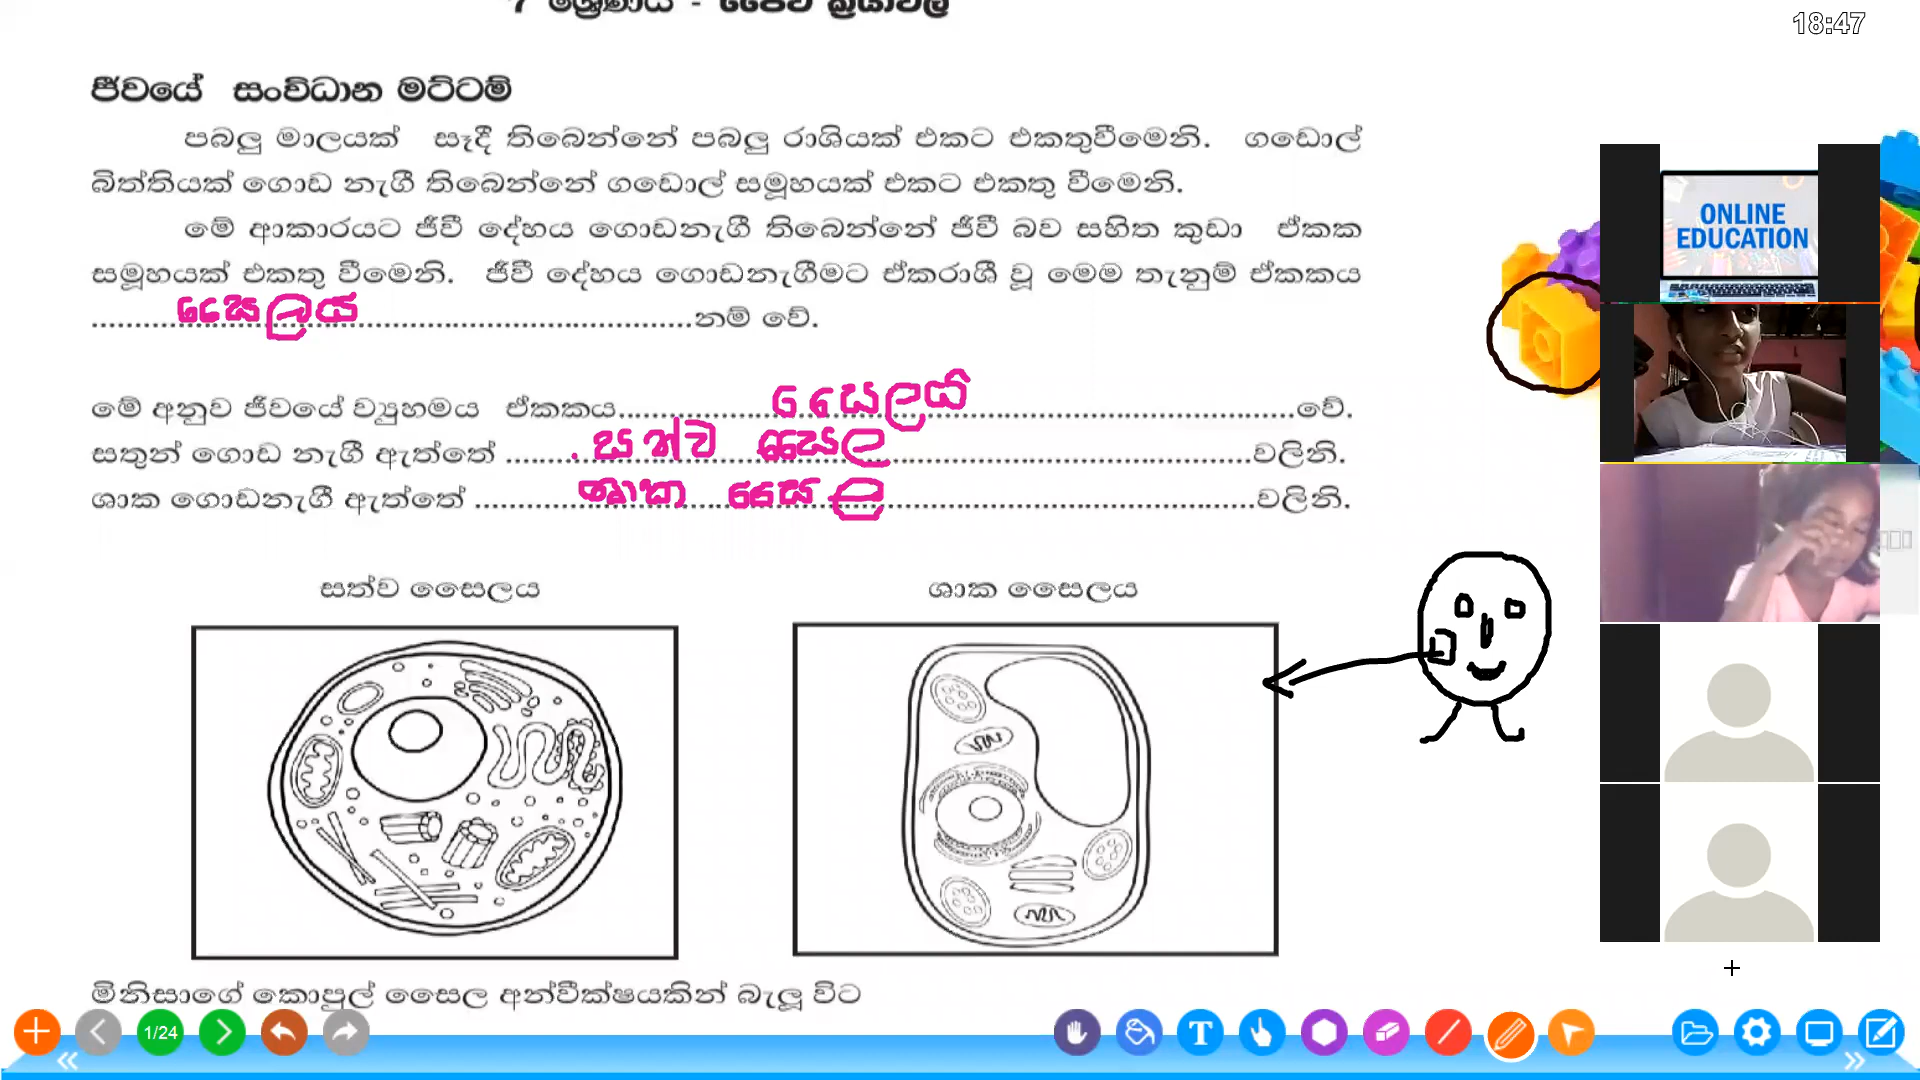 7 ශ්‍රේණිය - ජෛව ක්‍රියාවලි
18:47
ජීවයේ සංවිධාන මට්ටම්
පබලු මාලයක් සෑදී තිබෙන්නේ පබලු රාශියක් එකට එකතුවීමෙනි. ගඩොල්
බිත්තියක් ගොඩ නැගී තිබෙන්නේ ගඩොල් සමූහයක් එකට එකතු වීමෙනි.
මේ ආකාරයට ජීවී දේහය ගොඩනැගී තිබෙන්නේ ජීවී බව සහිත කුඩා ඒකක
සමූහයක් එකතු වීමෙනි. ජීවී දේහය ගොඩනැගීමට ඒකරාශී වූ මෙම තැනුම් ඒකකය
සෛලය නම් වේ.
මේ අනුව ජීවයේ ව්‍යුහමය ඒකකය සෛලයයි වේ.
සතුන් ගොඩ නැගී ඇත්තේ සත්ව සෛල වලිනි.
ශාක ගොඩනැගී ඇත්තේ ශාක සෛල වලිනි.
සත්ව සෛලය ශාක සෛලය
මිනිසාගේ කොපුල් සෛල අන්වීක්ෂයකින් බැලූ විට
ONLINE
EDUCATION
1/24
T